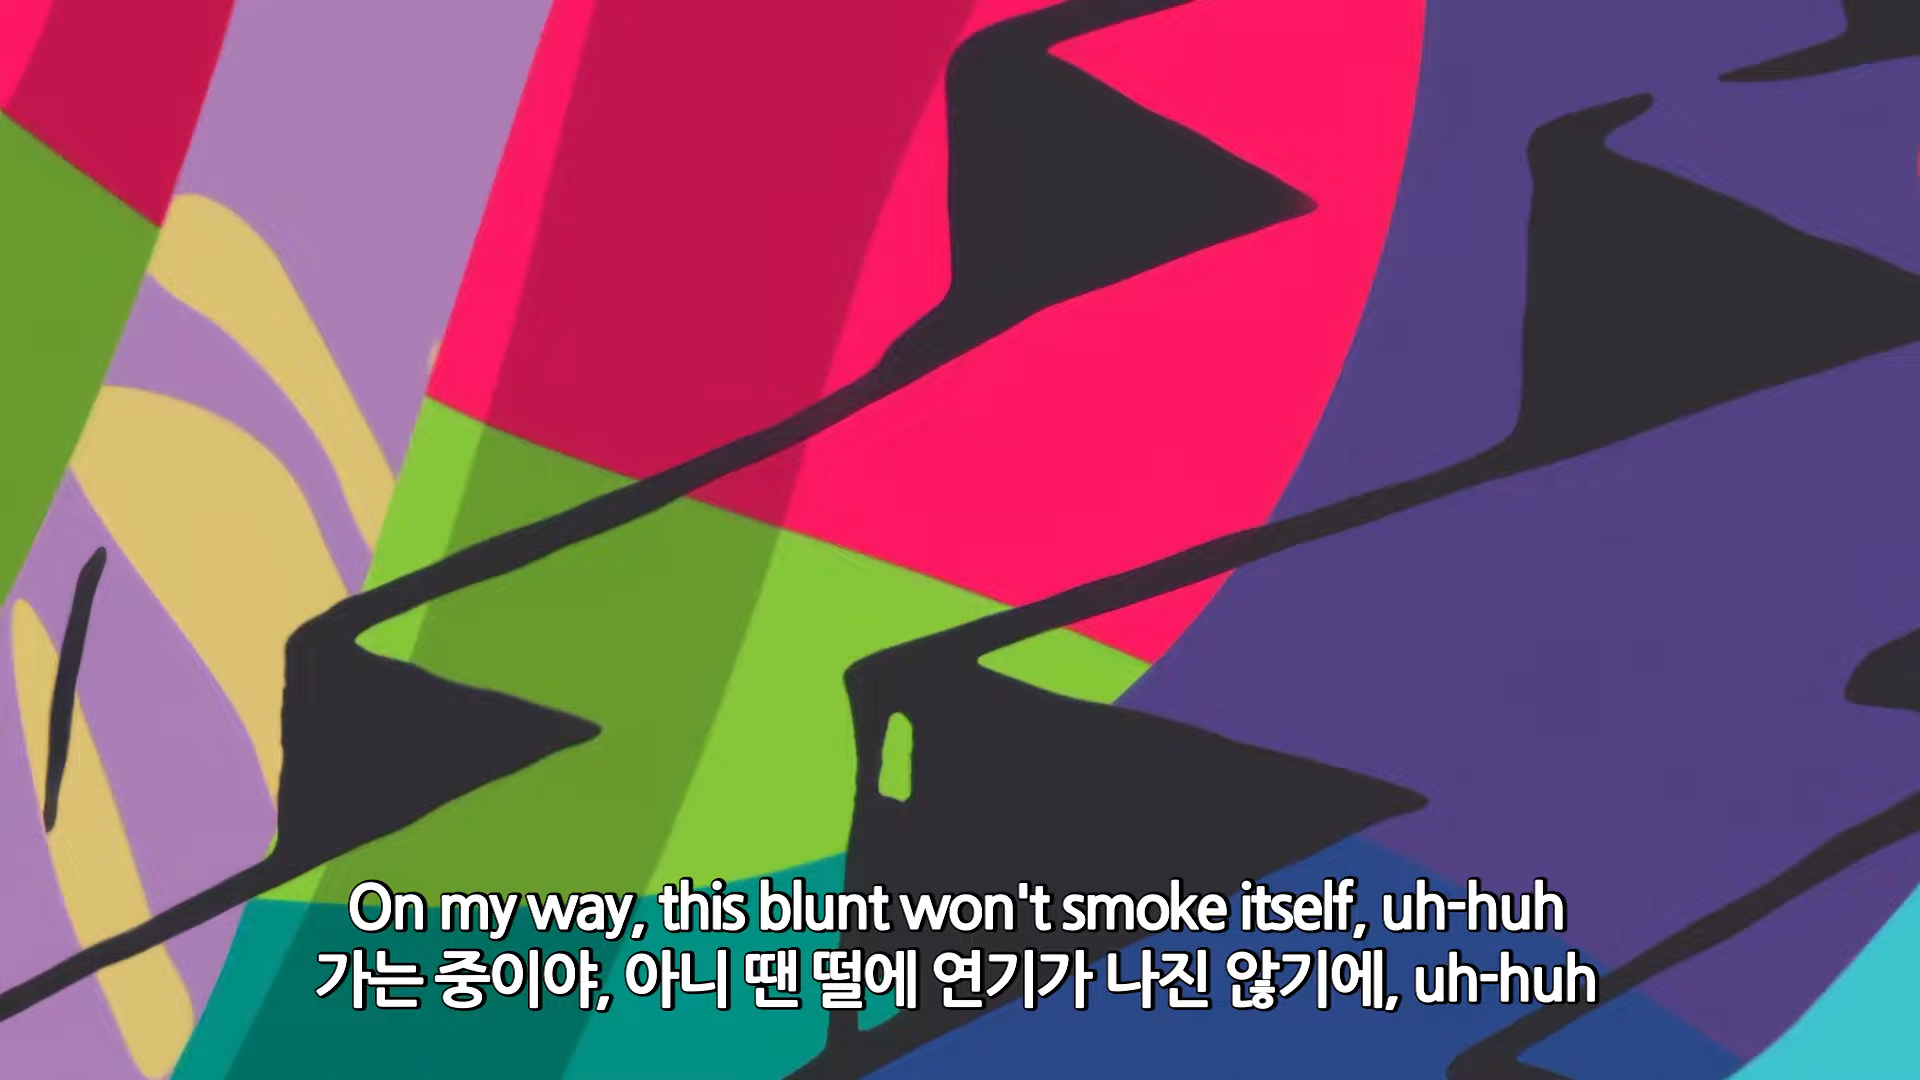 On my way, this blunt won't smoke itself, uh-huh
가는 중이야, 아니 땐 떨에 연기가 나진 않기에, uh-huh